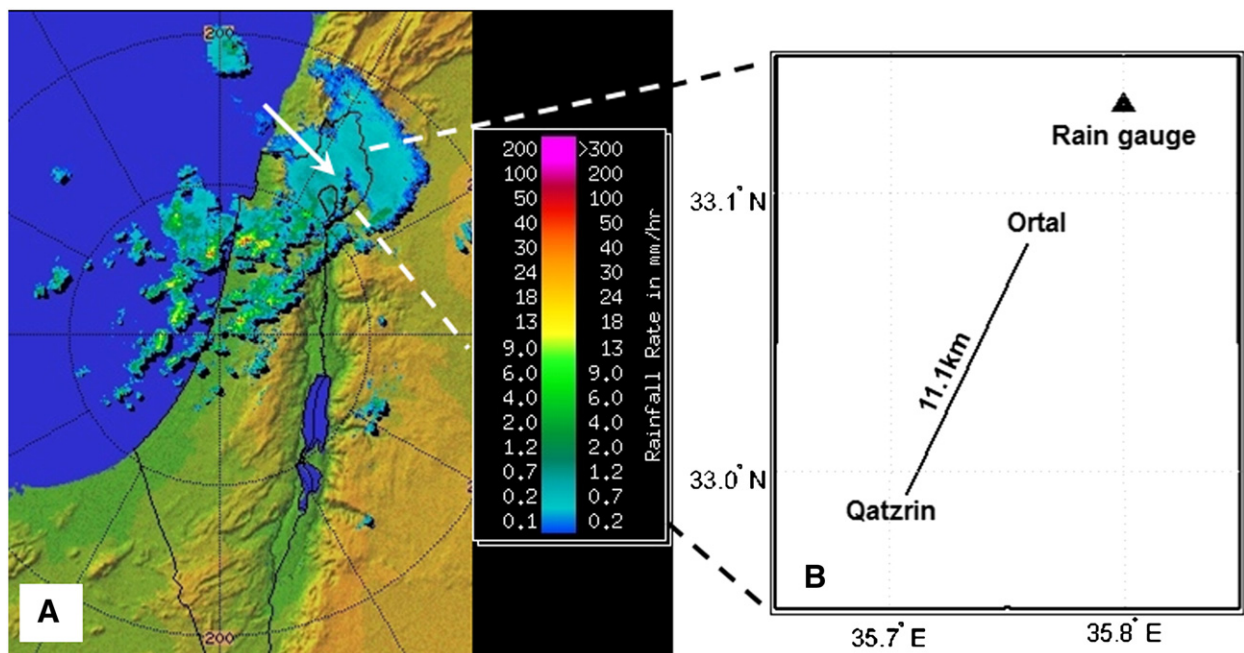 200
200
A
200 >300
100 200
50 100
40 50
30 40
24 30
18 24
13 18
9.0 13
6.0 9.0
4.0 6.0
2.0 4.0
1.2 2.0
0.7 1.2
0.2 0.7
0.1 0.2
Rainfall Rate in mm/hr
Rain gauge
33.1° N
Ortal
11.1km
33.0° N
Qatzrin
B
35.7° E 35.8° E